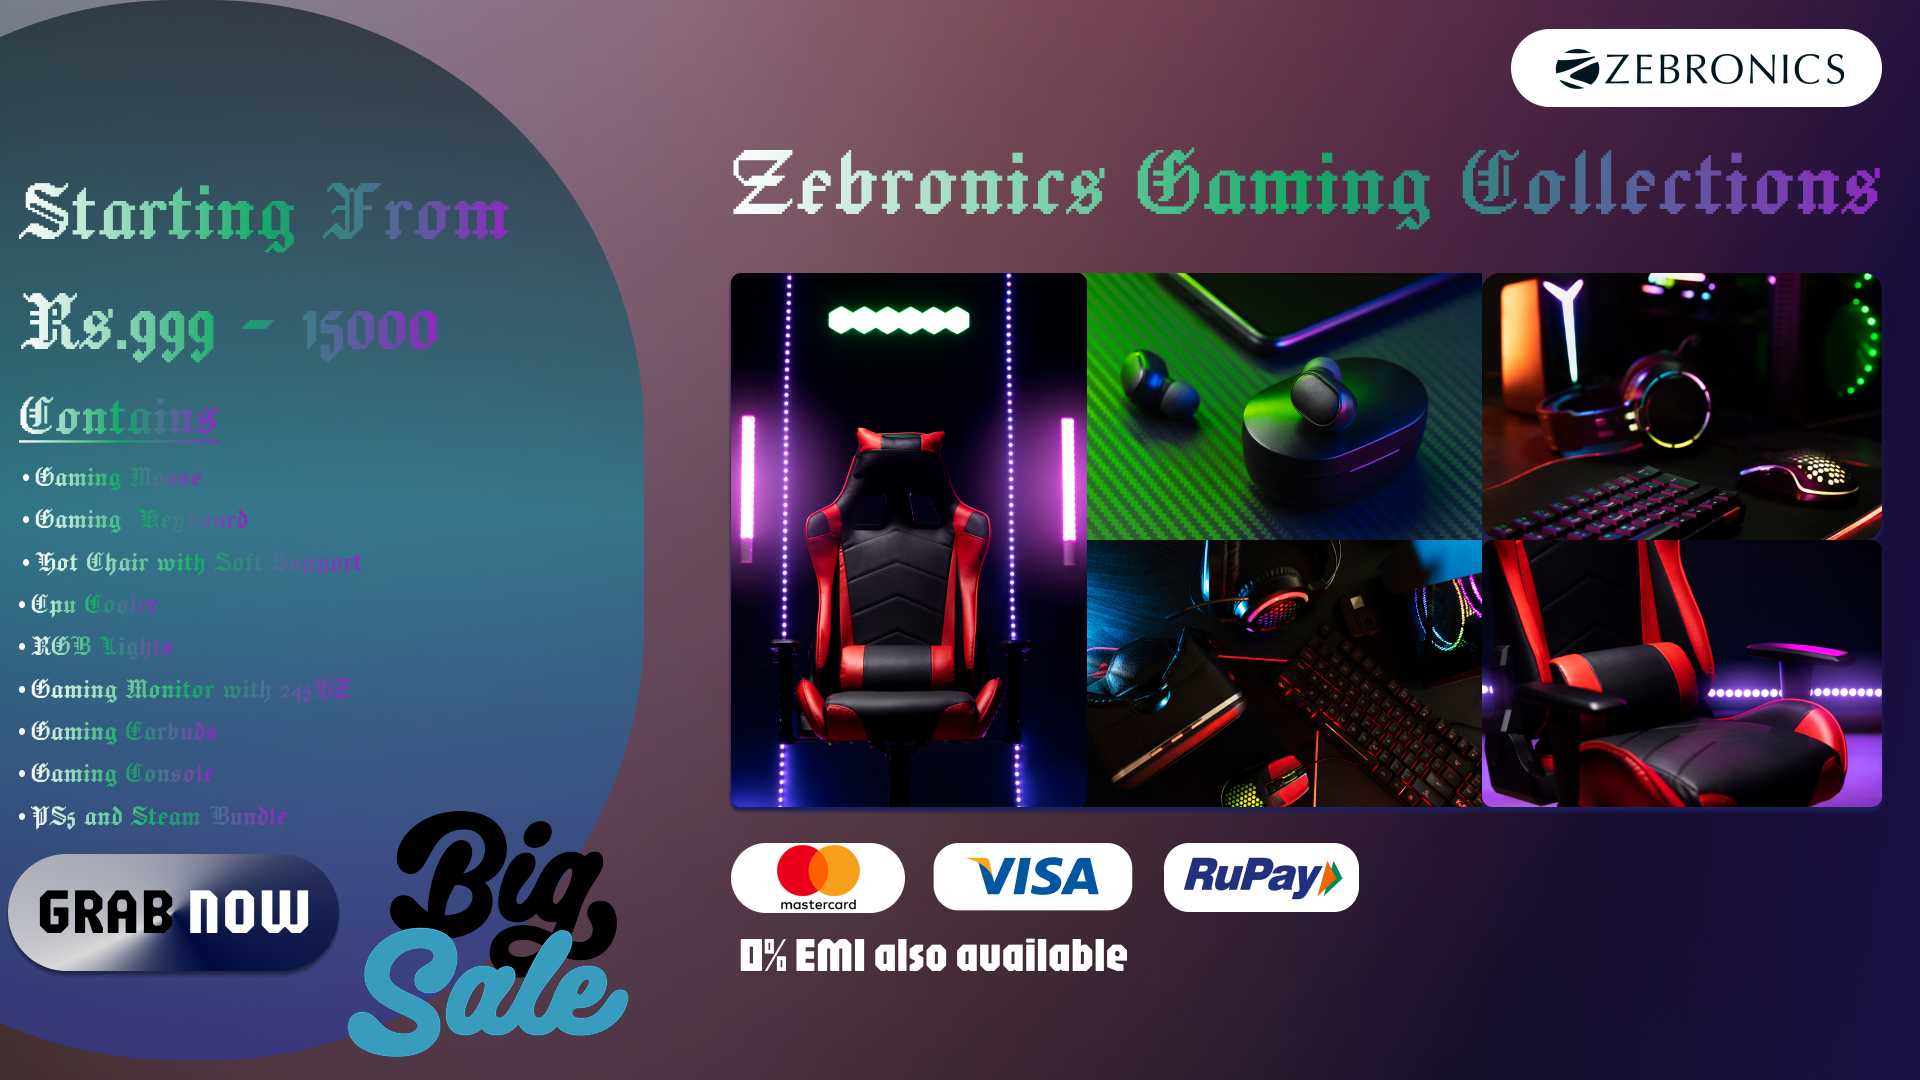 ZEBRONICS
Zebronics Gaming Collections
Starting From
Rs.999 - 15000
Contains
• Gaming Mouse
• Gaming Keyboard
• Hot Chair with Soft Support
• Cpu Cooler
• RGB Lights
• Gaming Monitor with 245HZ
• Gaming Earbuds
• Gaming Console
• PS5 and Steam Bundle
GRAB NOW
Big
Sale
mastercard
VISA
RuPay
0% EMI also available